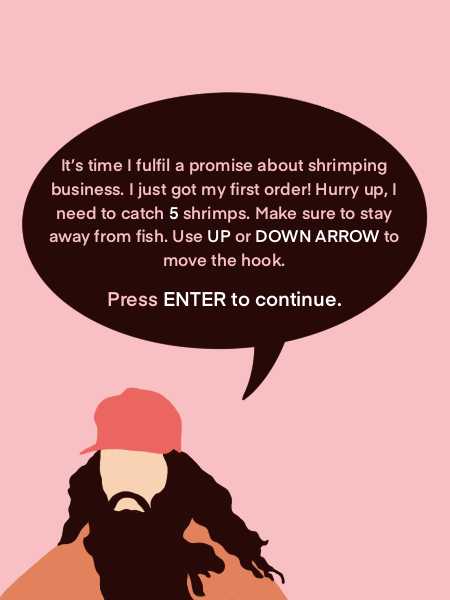 It’s time I fulfil a promise about shrimping
business. I just got my first order! Hurry up, I
need to catch 5 shrimps. Make sure to stay
away from fish. Use UP or DOWN ARROW to
move the hook.
Press ENTER to continue.